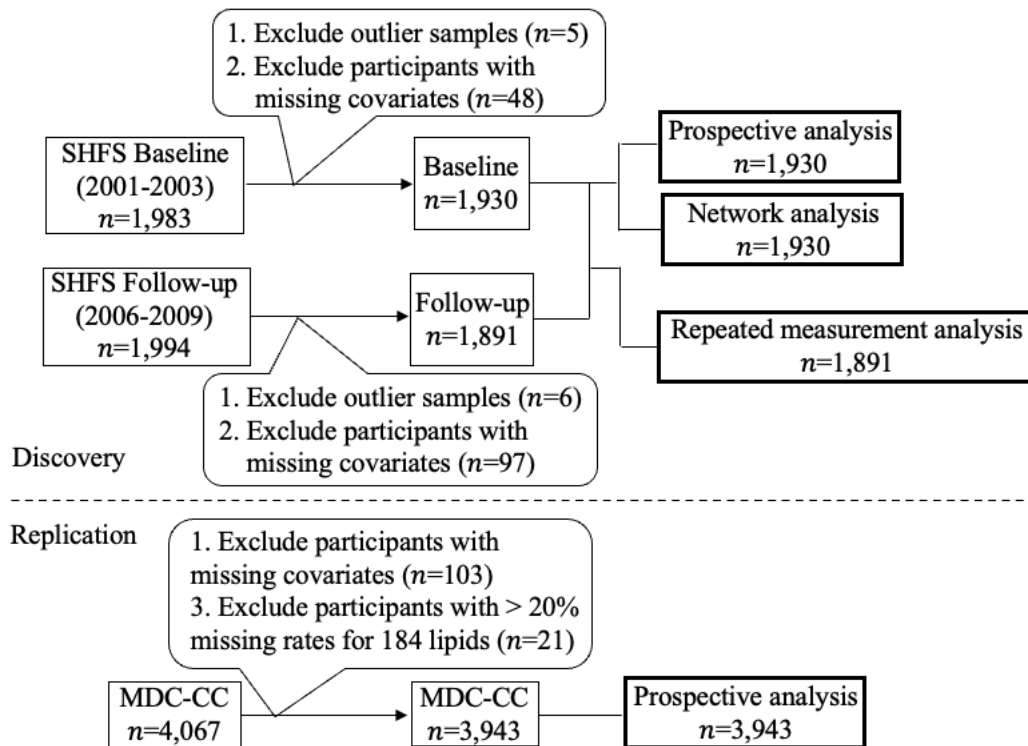 1. Exclude outlier samples (n=5)
2. Exclude participants with
missing covariates (n=48)
SHFS Baseline
(2001-2003)
n=1,983
Baseline
n=1,930
Prospective analysis
n=1,930
Network analysis
n=1,930
SHFS Follow-up
(2006-2009)
n=1,994
Follow-up
n=1,891
Repeated measurement analysis
n=1,891
1. Exclude outlier samples (n=6)
2. Exclude participants with
missing covariates (n=97)
Discovery
Replication
1. Exclude participants with
missing covariates (n=103)
3. Exclude participants with > 20%
missing rates for 184 lipids (n=21)
MDC-CC
n=4,067
MDC-CC
n=3,943
Prospective analysis
n=3,943